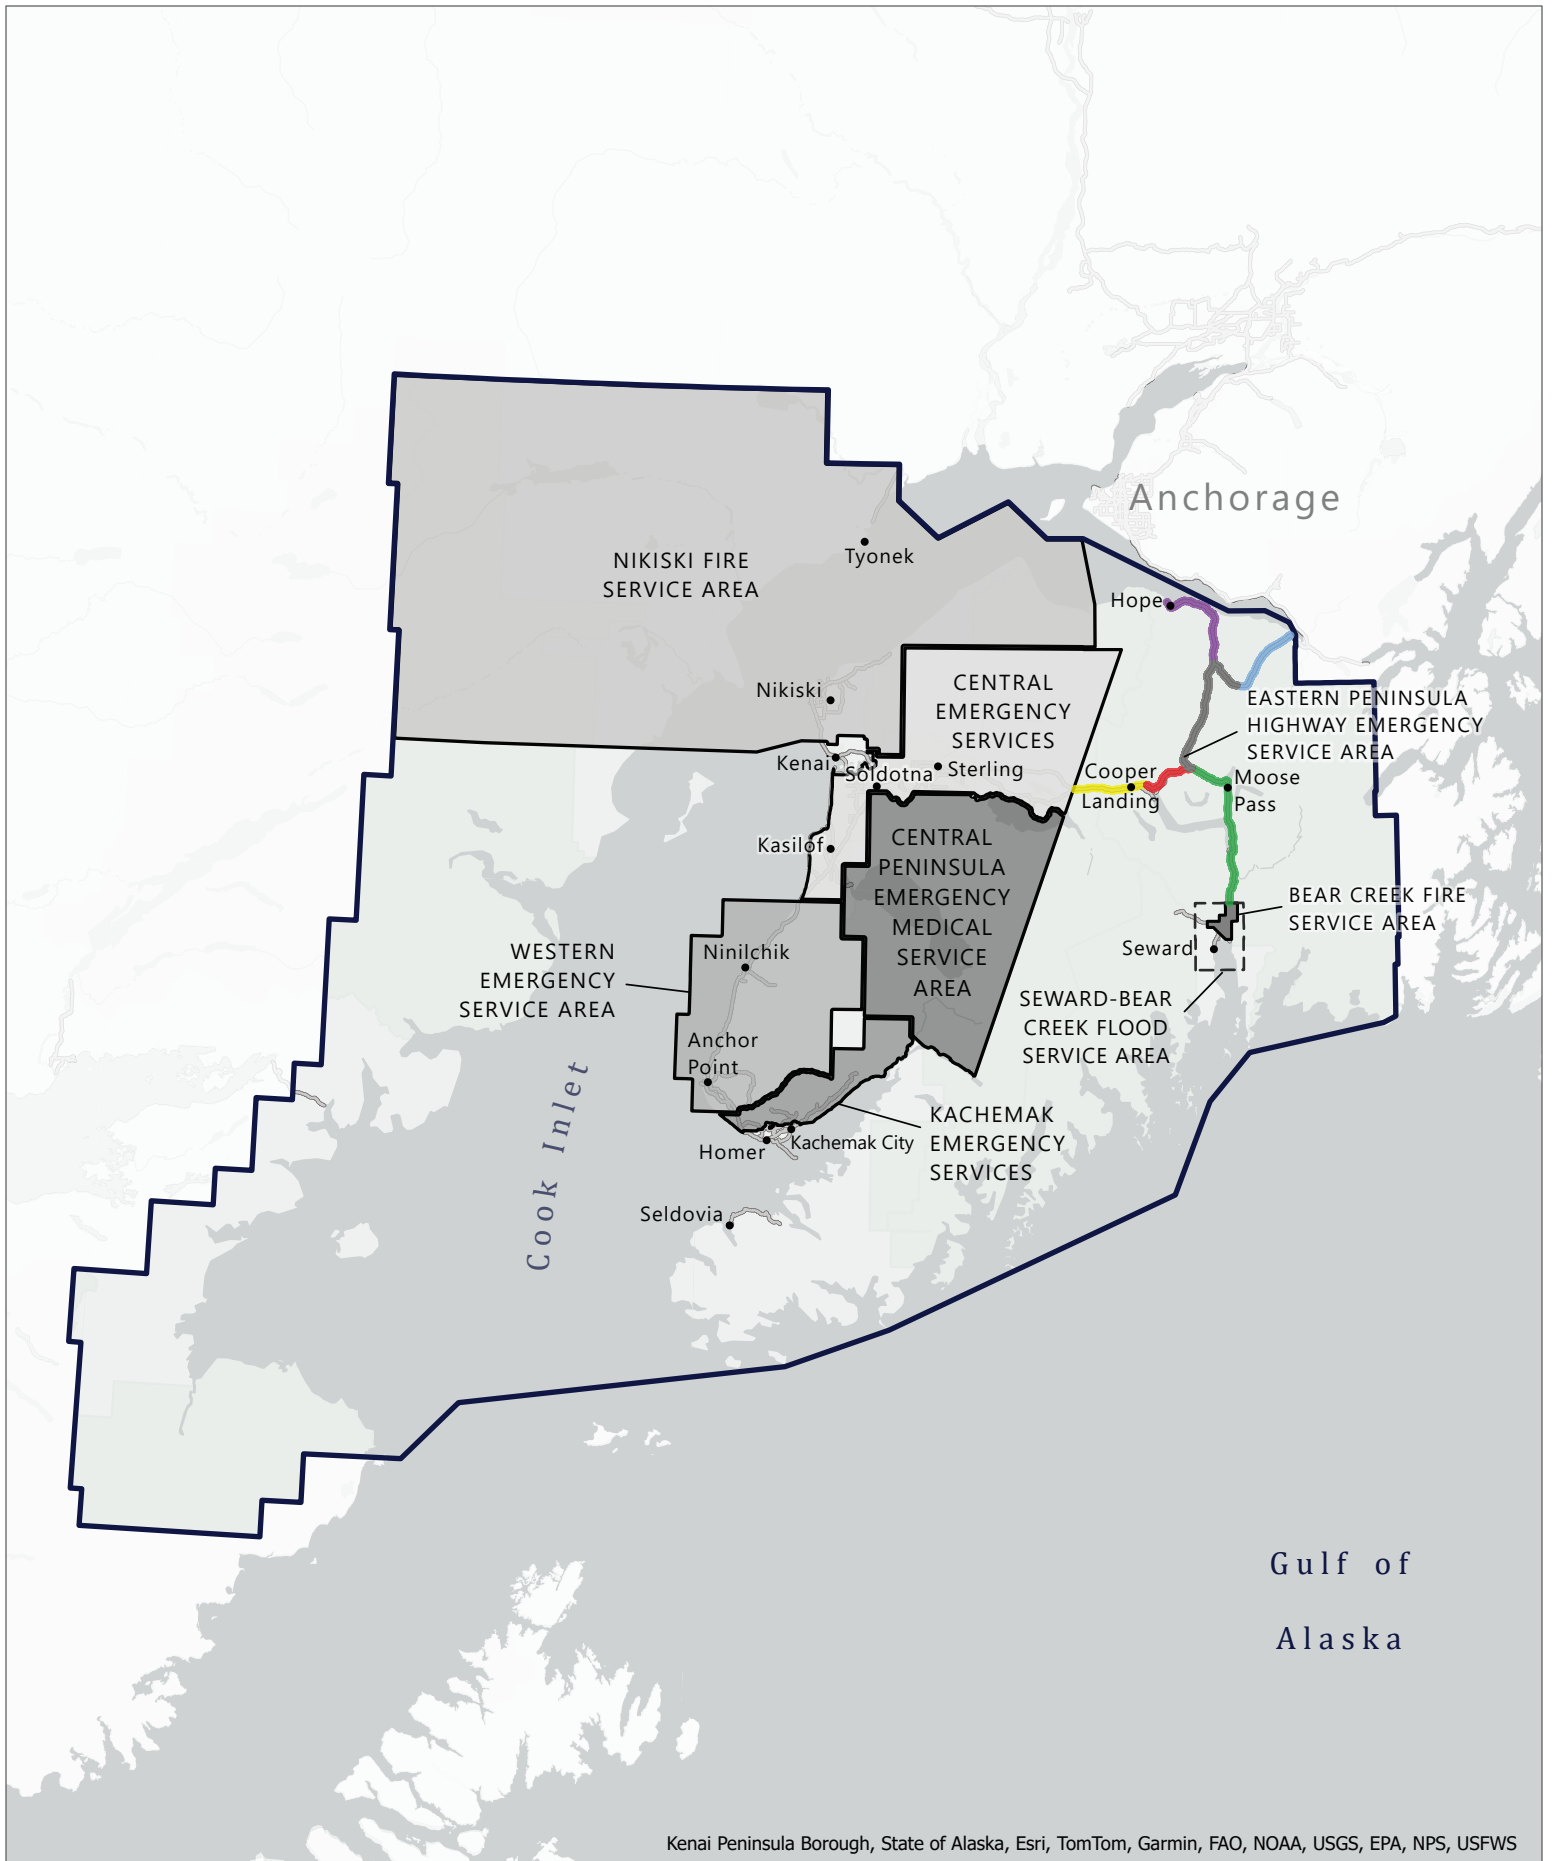 Anchorage
NIKISKI FIRE
SERVICE AREA
Tyonek
Hope
Nikiski
CENTRAL
EMERGENCY
SERVICES
EASTERN PENINSULA
HIGHWAY EMERGENCY
SERVICE AREA
Kenai
Soldotna
Sterling
Cooper
Landing
Moose
Pass
Kasilof
CENTRAL
PENINSULA
EMERGENCY
MEDICAL
SERVICE
AREA
BEAR CREEK FIRE
SERVICE AREA
WESTERN
EMERGENCY
SERVICE AREA
Ninilchik
Seward
SEWARD-BEAR
CREEK FLOOD
SERVICE AREA
Anchor
Point
Cook Inlet
KACHEMAK
EMERGENCY
SERVICES
Homer
Kachemak City
Seldovia
Gulf of
Alaska
Kenai Peninsula Borough, State of Alaska, Esri, TomTom, Garmin, FAO, NOAA, USGS, EPA, NPS, USFWS